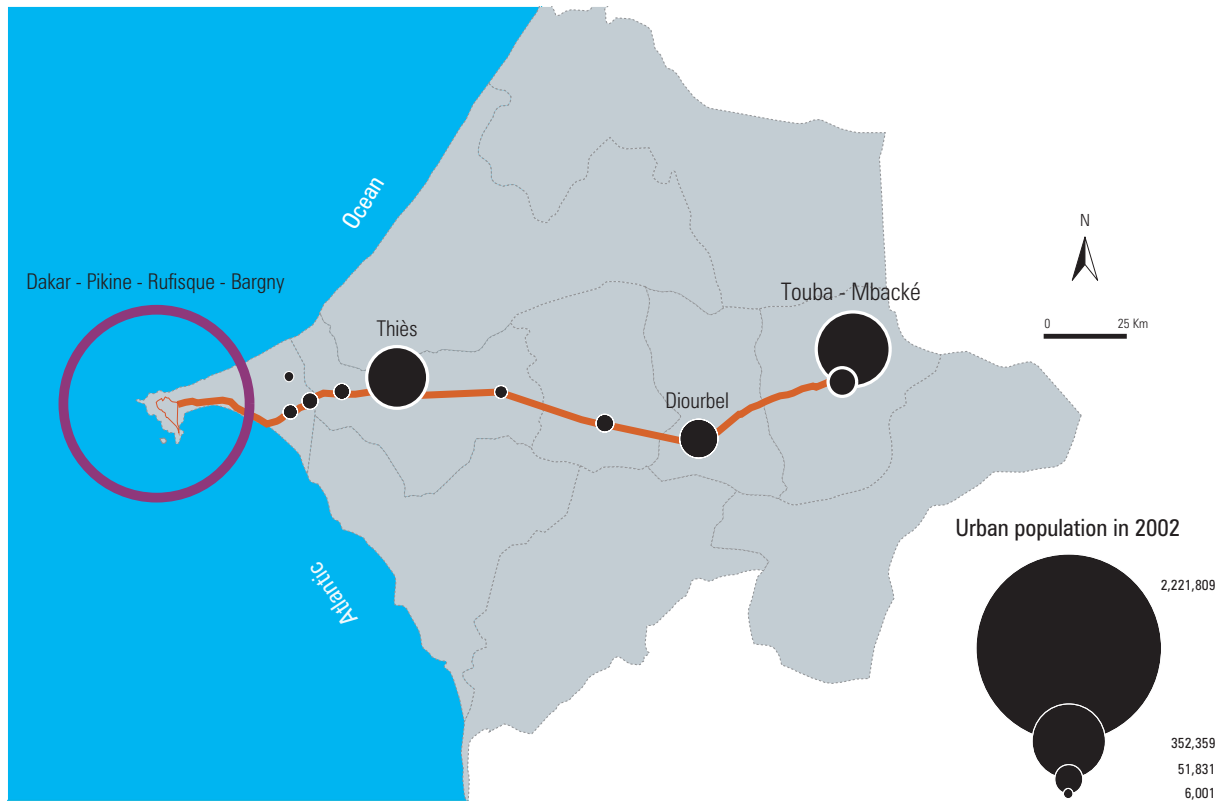 Ocean
N
Dakar - Pikine - Rufisque - Bargny
Touba - Mbacké
0 25 Km
Thiès
Diourbel
Urban population in 2002
2,221,809
Atlantic
352,359
51,831
6,001